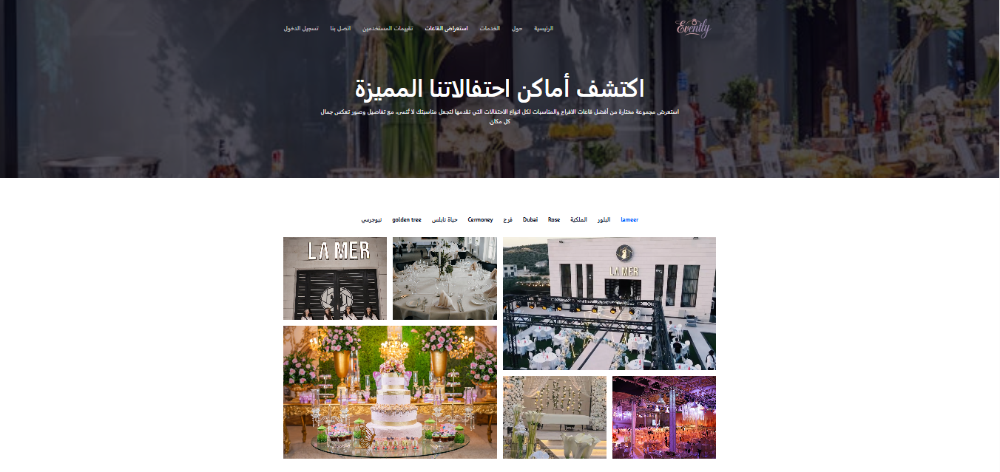 Evently
الرئيسية حول الخدمات استعراض القاعات تقييمات المستخدمين اتصل بنا تسجيل الدخول
اكتشف أماكن احتفالاتنا المميزة
استعرض مجموعة مختارة من أفضل قاعات الافراح والمناسبات لكل انواع الاحتفالات التي نقدمها لتجعل مناسبتك لا تُنسى، مع تفاصيل وصور تعكس جمال
كل مكان.
lameer البلور الملكية Rose Dubai فرح Cermoney حياة نابلس golden tree نيوجرسي
LA MER
LA MER